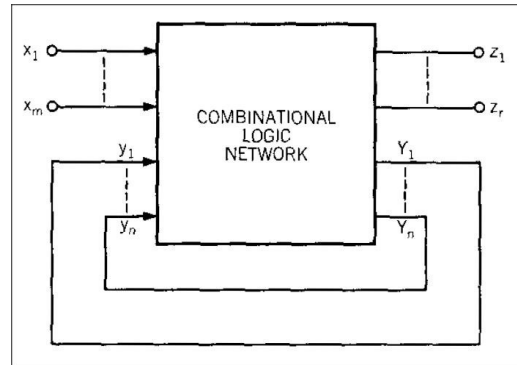 x₁
z₁
xₘ
zᵣ
COMBINATIONAL
LOGIC
NETWORK
y₁
Y₁
yₙ
Yₙ